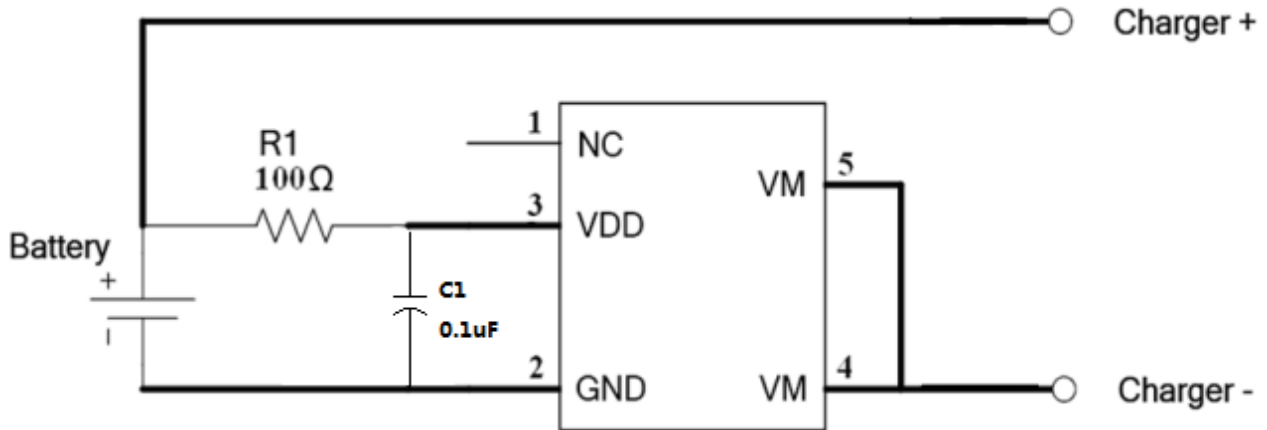 Charger +
1
NC
R1
100Ω
VM
5
3
VDD
Battery
+
C1
0.1uF
2
GND
VM
4
Charger -